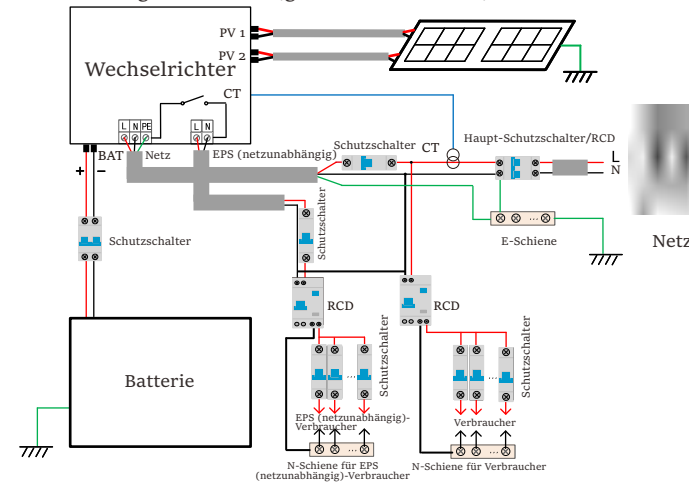 PV 1
PV 2
Wechselrichter
CT
L N PE
L N
BAT
Netz
EPS (netzunabhängig)
Schutzschalter
CT
Haupt-Schutzschalter/RCD
L
N
+
−
Schutzschalter
Schutzschalter
E-Schiene
Netz
RCD
RCD
Batterie
Schutzschalter
Schutzschalter
EPS (netzunabhängig)-
Verbraucher
Verbraucher
N-Schiene für EPS
(netzunabhängig)-Verbraucher
N-Schiene für Verbraucher